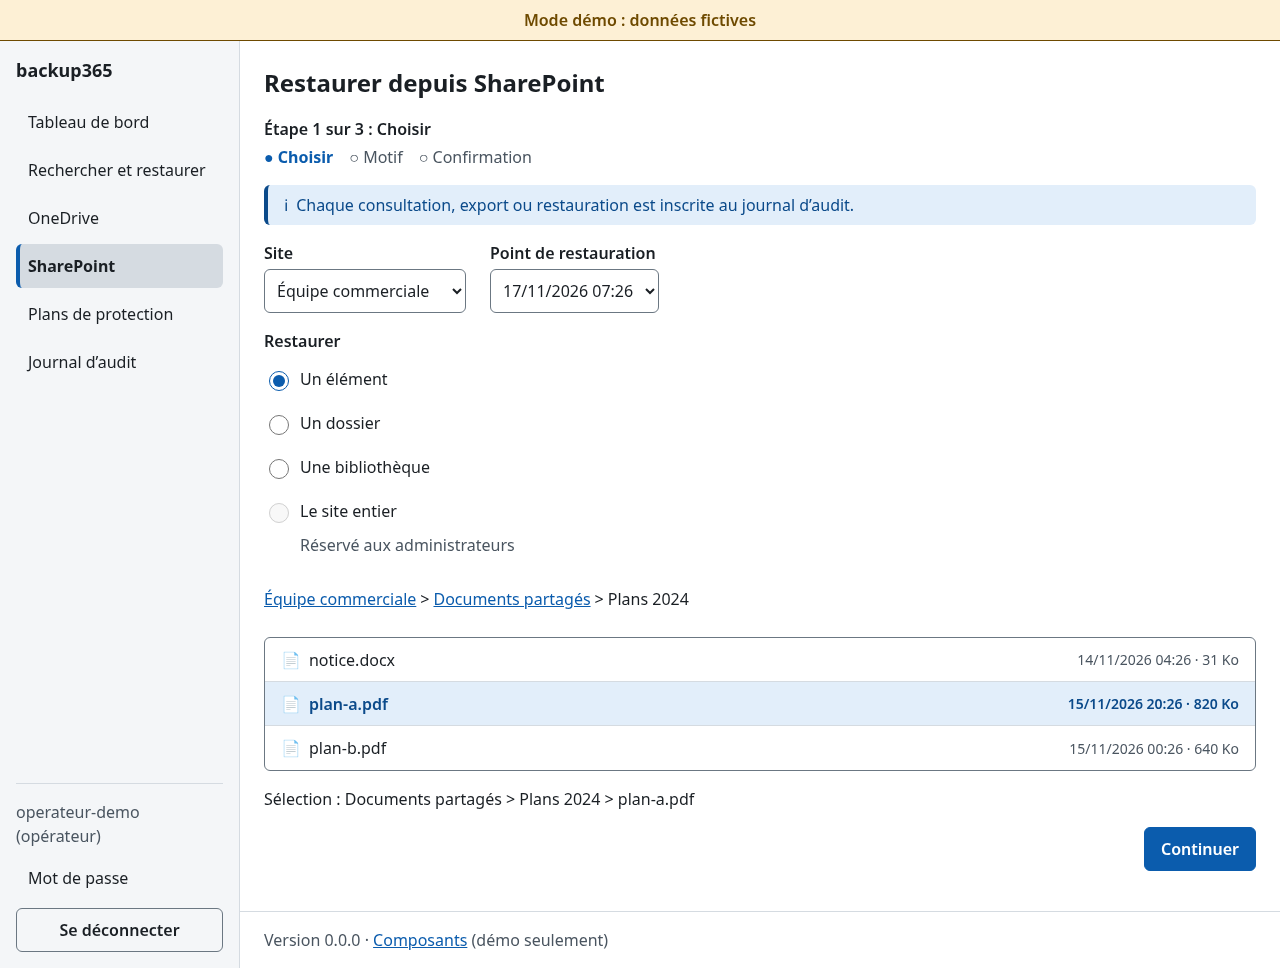 Mode démo : données fictives
backup365
Tableau de bord
Rechercher et restaurer
OneDrive
SharePoint
Plans de protection
Journal d’audit
operateur-demo
(opérateur)
Mot de passe
Se déconnecter
Restaurer depuis SharePoint
Étape 1 sur 3 : Choisir
● Choisir ○ Motif ○ Confirmation
i Chaque consultation, export ou restauration est inscrite au journal d’audit.
Site Point de restauration
Équipe commerciale 17/11/2026 07:26
Restaurer
Un élément
Un dossier
Une bibliothèque
Le site entier
Réservé aux administrateurs
Équipe commerciale > Documents partagés > Plans 2024
notice.docx 14/11/2026 04:26 · 31 Ko
plan-a.pdf 15/11/2026 20:26 · 820 Ko
plan-b.pdf 15/11/2026 00:26 · 640 Ko
Sélection : Documents partagés > Plans 2024 > plan-a.pdf
Continuer
Version 0.0.0 · Composants (démo seulement)